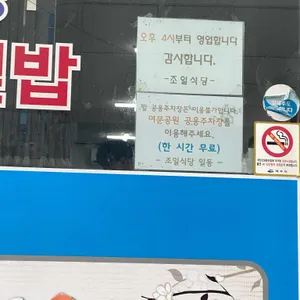 밥
오후 4시부터 영업합니다
감사합니다.
-조일식당-
앞 공용주차장은 이용불가입니다.
여문공원 공용주차장을
이용해주세요.
(한 시간 무료)
- 조일식당 일동 -